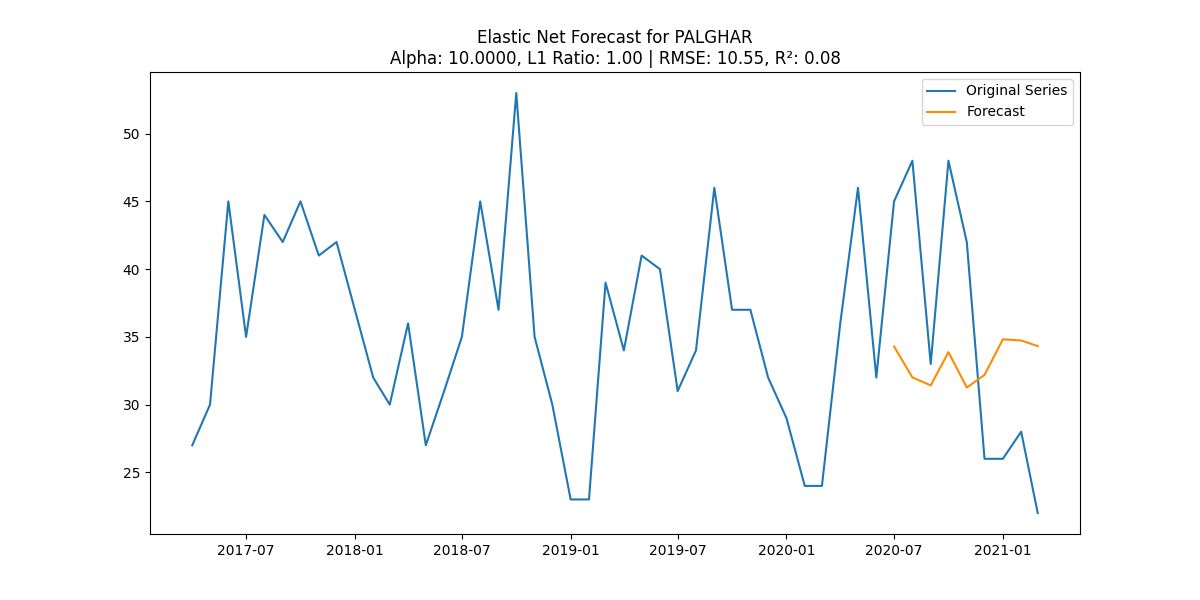 Elastic Net Forecast for PALGHAR
Alpha: 10.0000, L1 Ratio: 1.00 | RMSE: 10.55, R²: 0.08
Original Series
Forecast
50
45
40
35
30
25
2017-07 2018-01 2018-07 2019-01 2019-07 2020-01 2020-07 2021-01